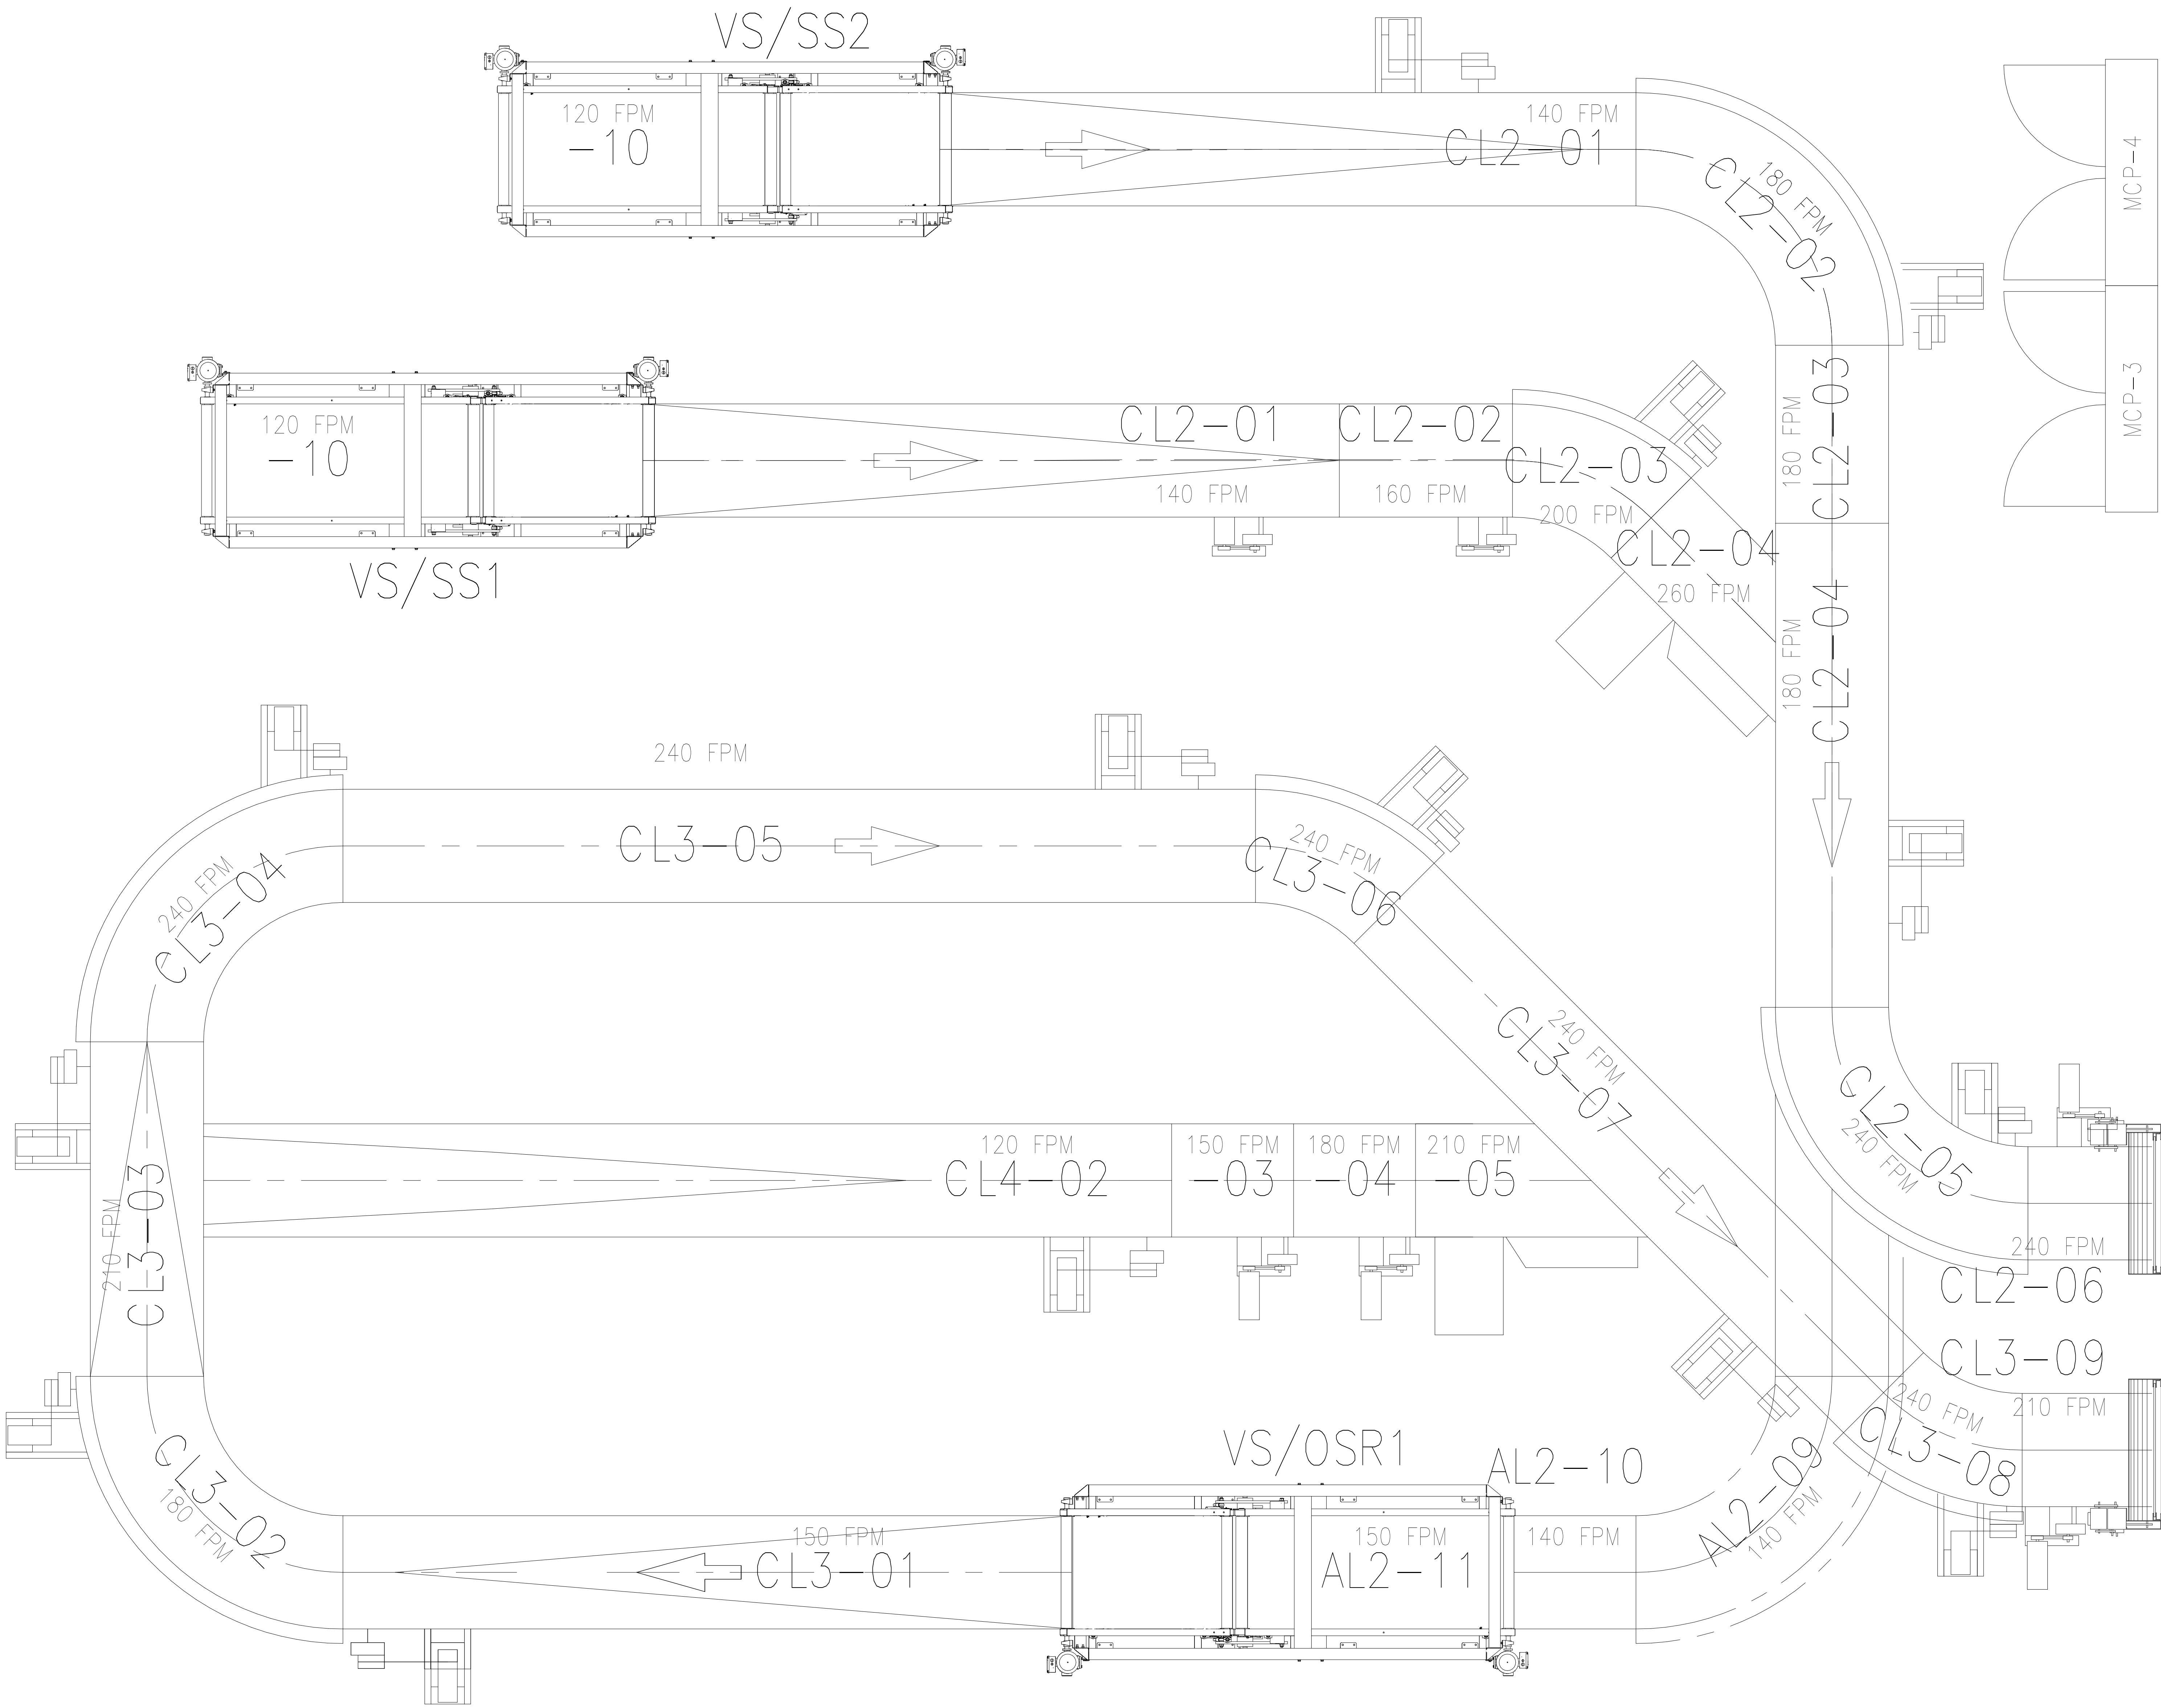 VS/SS2
120 FPM
-10
140 FPM
CL2-01
180 FPM
CL2-02
MCP-4
MCP-3
120 FPM
-10
VS/SS1
CL2-01
140 FPM
CL2-02
160 FPM
CL2-03
200 FPM
CL2-04
260 FPM
180 FPM
CL2-03
180 FPM
CL2-04
240 FPM
CL3-05
240 FPM
CL3-04
240 FPM
CL3-06
240 FPM
CL3-07
CL2-05
240 FPM
120 FPM
CL4-02
150 FPM
-03
180 FPM
-04
210 FPM
-05
210 FPM
CL3-03
240 FPM
CL2-06
CL3-09
210 FPM
240 FPM
CL3-08
CL3-02
180 FPM
150 FPM
CL3-01
VS/OSR1
AL2-10
150 FPM
AL2-11
140 FPM
AL2-09
140 FPM